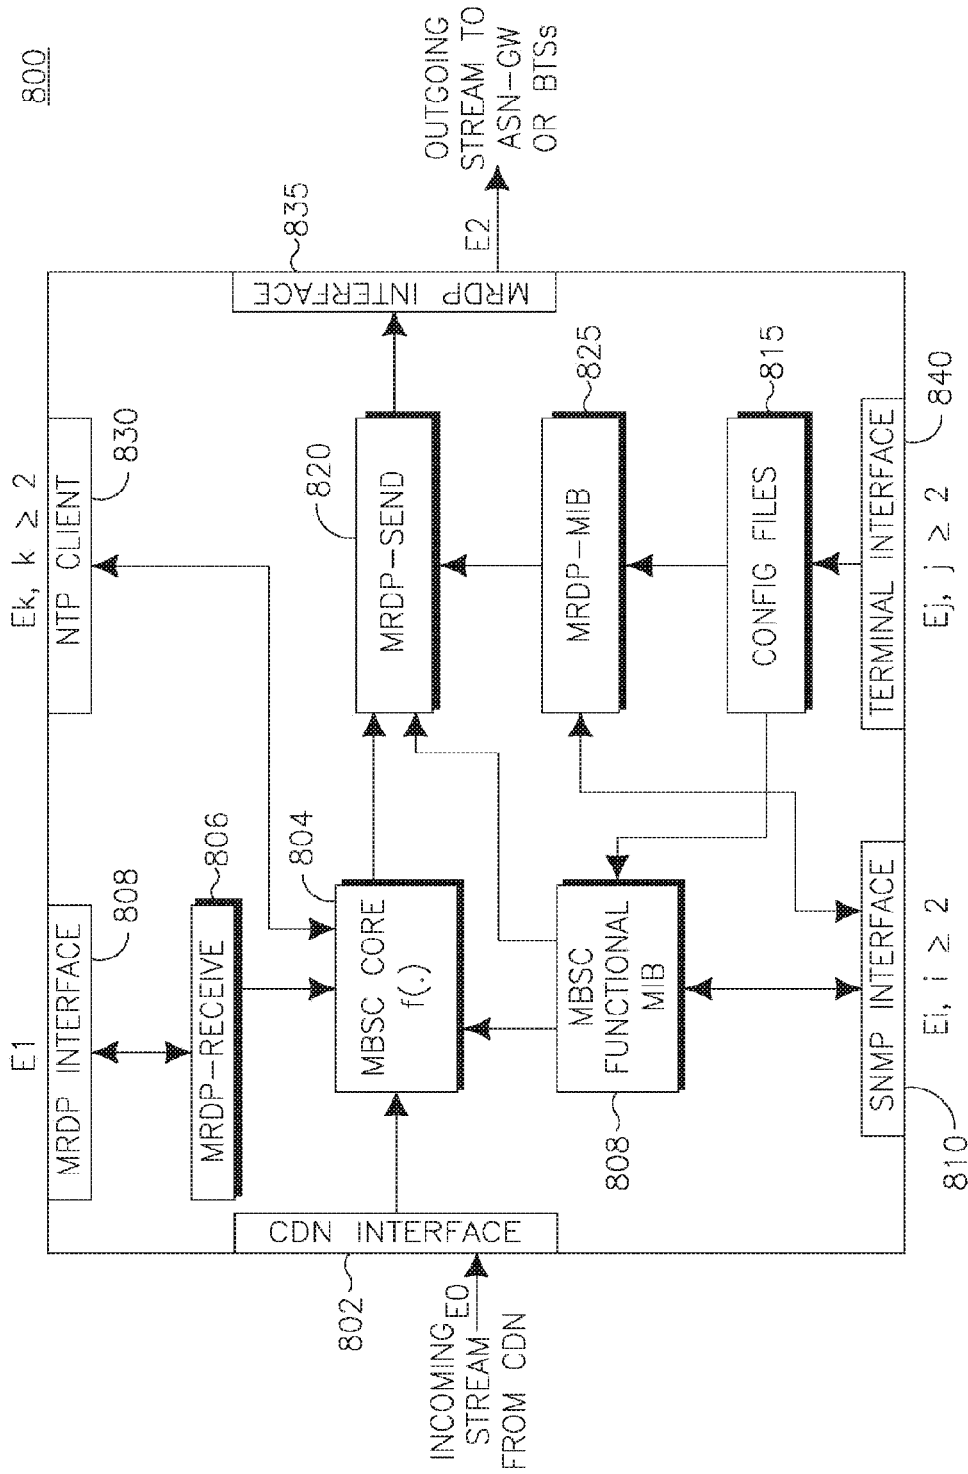 800
E1
MRDP INTERFACE
808
Ek, k ≥ 2
NTP CLIENT
830
MRDP-RECEIVE
806
CDN INTERFACE
802
INCOMING
STREAM
FROM CDN
E0
MBSC CORE
f(.)
804
MRDP-SEND
820
MRDP INTERFACE
835
E2
OUTGOING
STREAM TO
ASN-GW
OR BTSs
MBSC
FUNCTIONAL
MIB
808
MRDP-MIB
825
CONFIG FILES
815
SNMP INTERFACE
810
Ei, i ≥ 2
TERMINAL INTERFACE
840
Ej, j ≥ 2